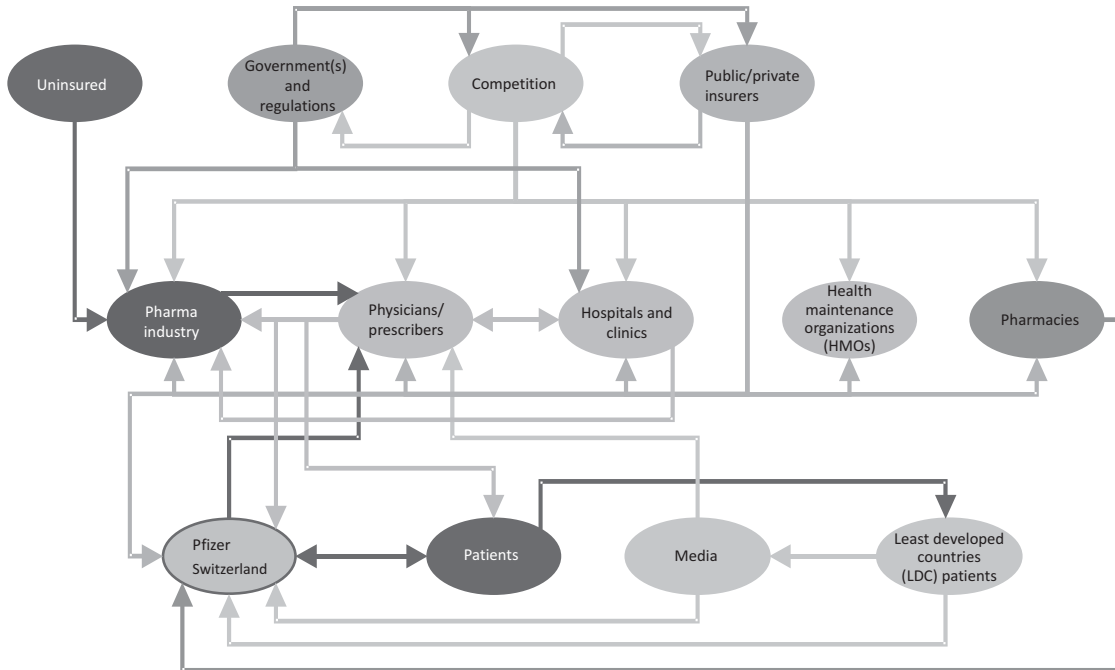 Uninsured
Government(s)
and
regulations
Competition
Public/private
insurers
Pharma
industry
Physicians/
prescribers
Hospitals and
clinics
Health
maintenance
organizations
(HMOs)
Pharmacies
Pfizer
Switzerland
Patients
Media
Least developed
countries
(LDC) patients